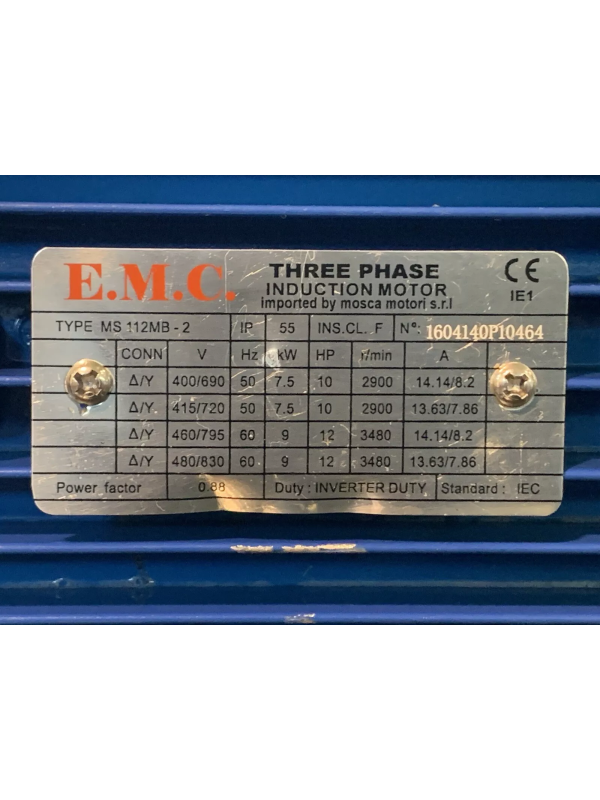 E.M.C. THREE PHASE CE
INDUCTION MOTOR
imported by mosca motori s.r.l IE1
TYPE MS 112MB-2 IP 55 INS.CL. F Nº: 1604140P10464
CONN V Hz kW HP r/min A
Δ/Y 400/690 50 7.5 10 2900 14.14/8.2
Δ/Y 415/720 50 7.5 10 2900 13.63/7.86
Δ/Y 460/795 60 9 12 3480 14.14/8.2
Δ/Y 480/830 60 9 12 3480 13.63/7.86
Power factor 0.88 Duty : INVERTER DUTY Standard : IEC